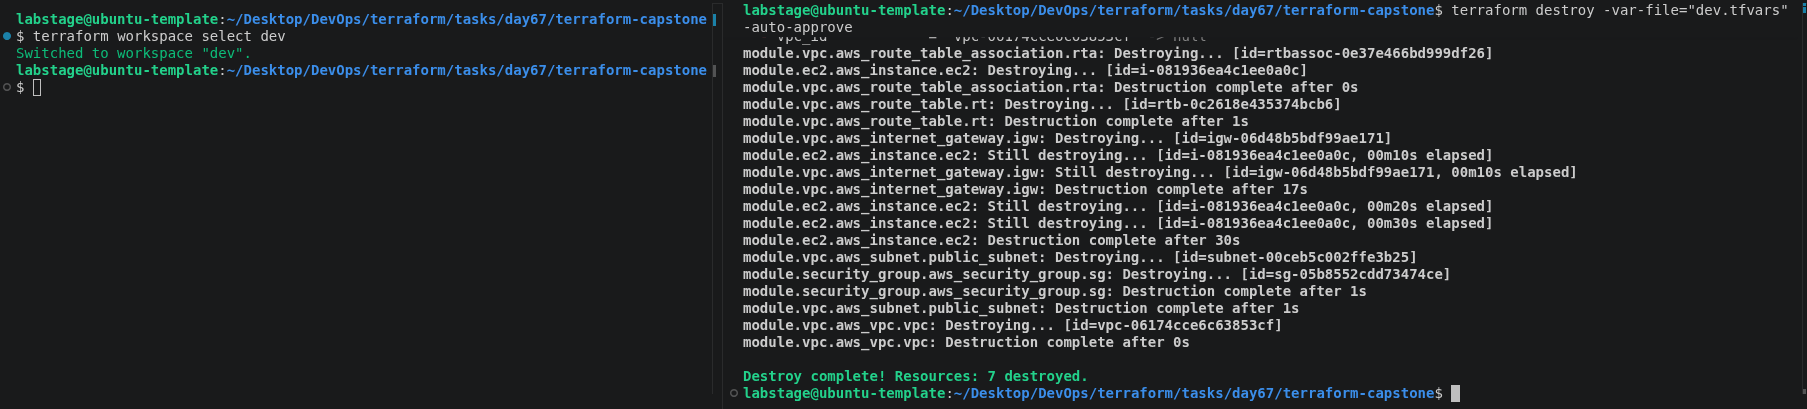 labstage@ubuntu-template:~/Desktop/DevOps/terraform/tasks/day67/terraform-capstone
$ terraform workspace select dev
Switched to workspace "dev".
labstage@ubuntu-template:~/Desktop/DevOps/terraform/tasks/day67/terraform-capstone
$
labstage@ubuntu-template:~/Desktop/DevOps/terraform/tasks/day67/terraform-capstone$ terraform destroy -var-file="dev.tfvars"
-auto-approve
module.vpc.aws_route_table_association.rta: Destroying... [id=rtbassoc-0e37e466bd999df26]
module.ec2.aws_instance.ec2: Destroying... [id=i-081936ea4c1ee0a0c]
module.vpc.aws_route_table_association.rta: Destruction complete after 0s
module.vpc.aws_route_table.rt: Destroying... [id=rtb-0c2618e435374bcb6]
module.vpc.aws_route_table.rt: Destruction complete after 1s
module.vpc.aws_internet_gateway.igw: Destroying... [id=igw-06d48b5bdf99ae171]
module.ec2.aws_instance.ec2: Still destroying... [id=i-081936ea4c1ee0a0c, 00m10s elapsed]
module.vpc.aws_internet_gateway.igw: Still destroying... [id=igw-06d48b5bdf99ae171, 00m10s elapsed]
module.vpc.aws_internet_gateway.igw: Destruction complete after 17s
module.ec2.aws_instance.ec2: Still destroying... [id=i-081936ea4c1ee0a0c, 00m20s elapsed]
module.ec2.aws_instance.ec2: Still destroying... [id=i-081936ea4c1ee0a0c, 00m30s elapsed]
module.ec2.aws_instance.ec2: Destruction complete after 30s
module.vpc.aws_subnet.public_subnet: Destroying... [id=subnet-00ceb5c002ffe3b25]
module.security_group.aws_security_group.sg: Destroying... [id=sg-05b8552cdd73474ce]
module.security_group.aws_security_group.sg: Destruction complete after 1s
module.vpc.aws_subnet.public_subnet: Destruction complete after 1s
module.vpc.aws_vpc.vpc: Destroying... [id=vpc-06174cce6c63853cf]
module.vpc.aws_vpc.vpc: Destruction complete after 0s
Destroy complete! Resources: 7 destroyed.
labstage@ubuntu-template:~/Desktop/DevOps/terraform/tasks/day67/terraform-capstone$